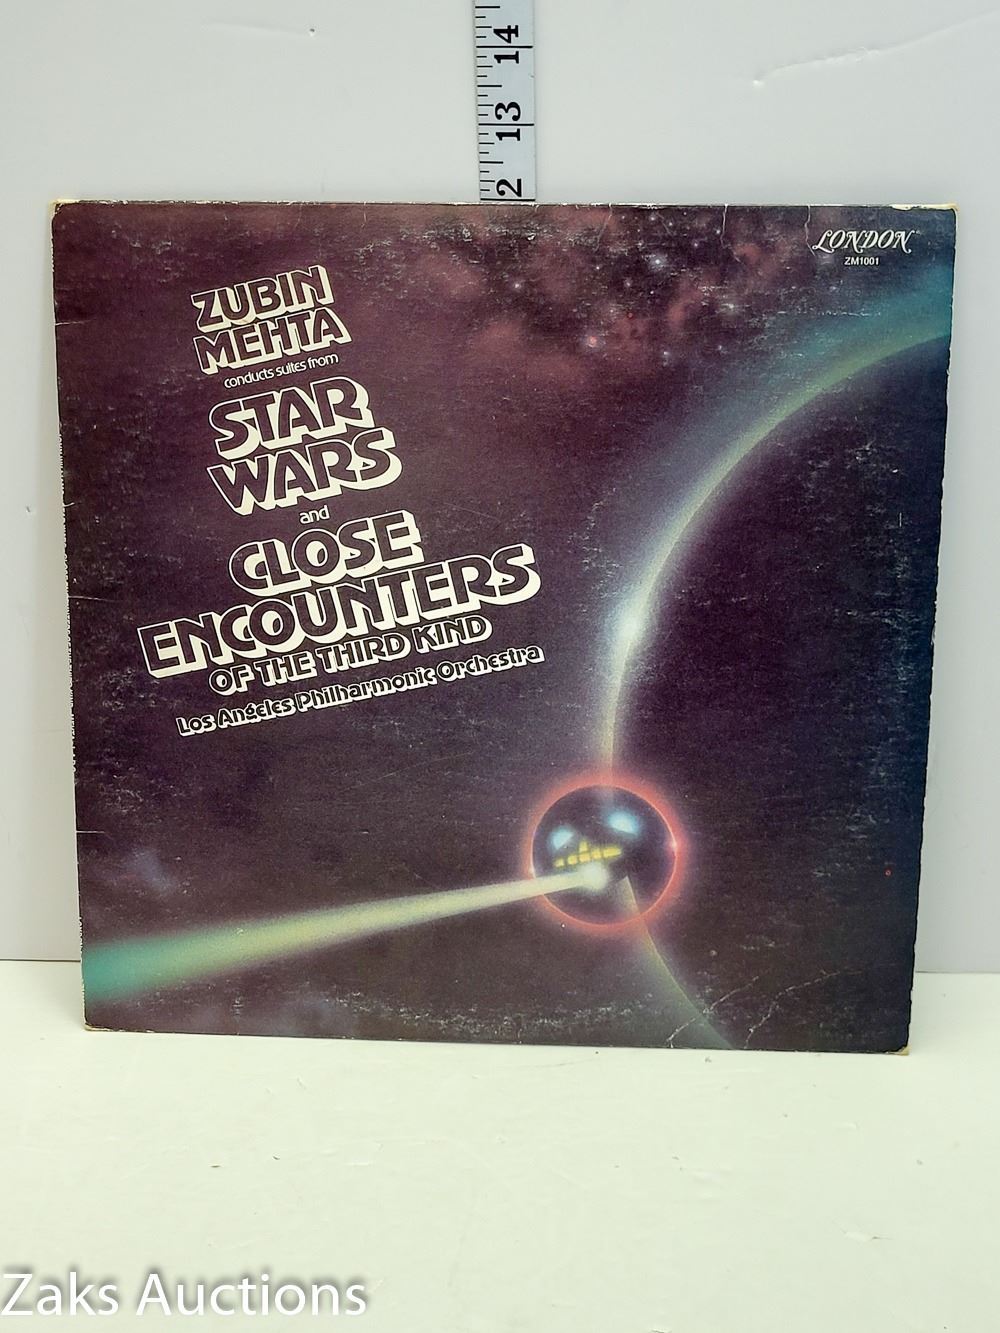 14
13
12
LONDON
ZM1001
ZUBIN
MEHTA
conducts suites from
STAR
WARS
and
CLOSE
ENCOUNTERS
OF THE THIRD KIND
Los Angeles Philharmonic Orchestra
Zaks Auctions